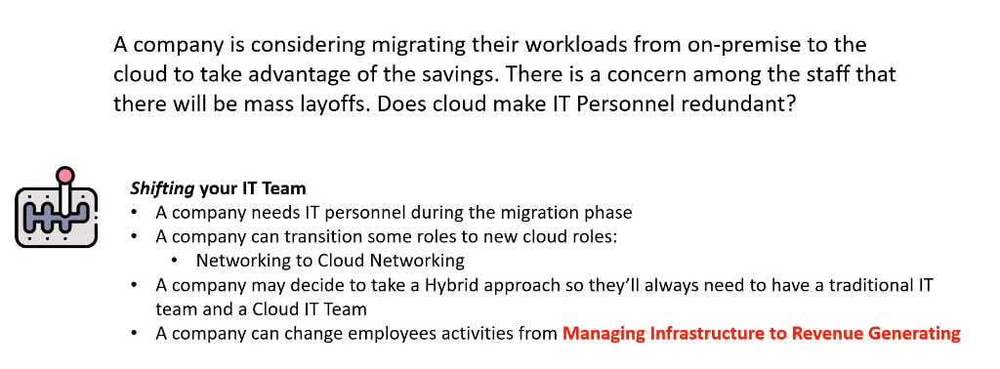 A company is considering migrating their workloads from on-premise to the
cloud to take advantage of the savings. There is a concern among the staff that
there will be mass layoffs. Does cloud make IT Personnel redundant?
Shifting your IT Team
• A company needs IT personnel during the migration phase
• A company can transition some roles to new cloud roles:
• Networking to Cloud Networking
• A company may decide to take a Hybrid approach so they'll always need to have a traditional IT
team and a Cloud IT Team
• A company can change employees activities from Managing Infrastructure to Revenue Generating